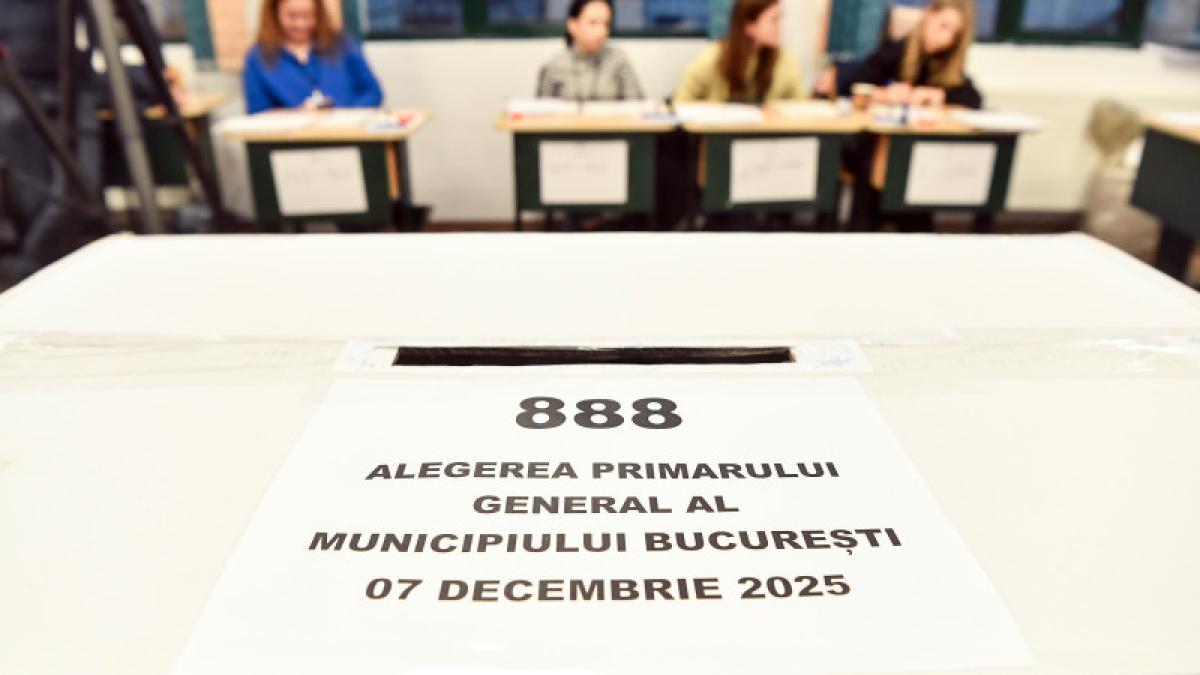 888
ALEGEREA PRIMARULUI
GENERAL AL
MUNICIPIULUI BUCUREȘTI
07 DECEMBRIE 2025